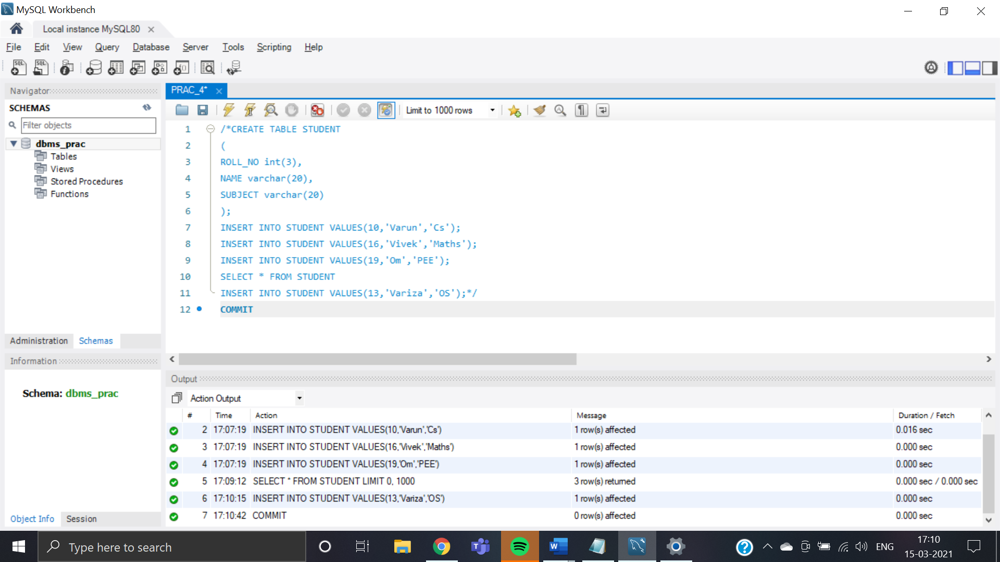 MySQL Workbench
Local instance MySQL80
File Edit View Query Database Server Tools Scripting Help
Navigator
SCHEMAS
Filter objects
dbms_prac
Tables
Views
Stored Procedures
Functions
Administration Schemas
Information
Schema: dbms_prac
Object Info Session
PRAC_4*
Limit to 1000 rows
1 /*CREATE TABLE STUDENT
2 (
3 ROLL_NO int(3),
4 NAME varchar(20),
5 SUBJECT varchar(20)
6 );
7 INSERT INTO STUDENT VALUES(10,'Varun','Cs');
8 INSERT INTO STUDENT VALUES(16,'Vivek','Maths');
9 INSERT INTO STUDENT VALUES(19,'Om','PEE');
10 SELECT * FROM STUDENT
11 INSERT INTO STUDENT VALUES(13,'Variza','OS');*/
12 COMMIT
Output
Action Output
# Time Action Message Duration / Fetch
2 17:07:19 INSERT INTO STUDENT VALUES(10,'Varun','Cs') 1 row(s) affected 0.016 sec
3 17:07:19 INSERT INTO STUDENT VALUES(16,'Vivek','Maths') 1 row(s) affected 0.000 sec
4 17:07:19 INSERT INTO STUDENT VALUES(19,'Om','PEE') 1 row(s) affected 0.000 sec
5 17:09:12 SELECT * FROM STUDENT LIMIT 0, 1000 3 row(s) returned 0.000 sec / 0.000 sec
6 17:10:15 INSERT INTO STUDENT VALUES(13,'Variza','OS') 1 row(s) affected 0.000 sec
7 17:10:42 COMMIT 0 row(s) affected 0.000 sec
Type here to search
ENG
17:10
15-03-2021